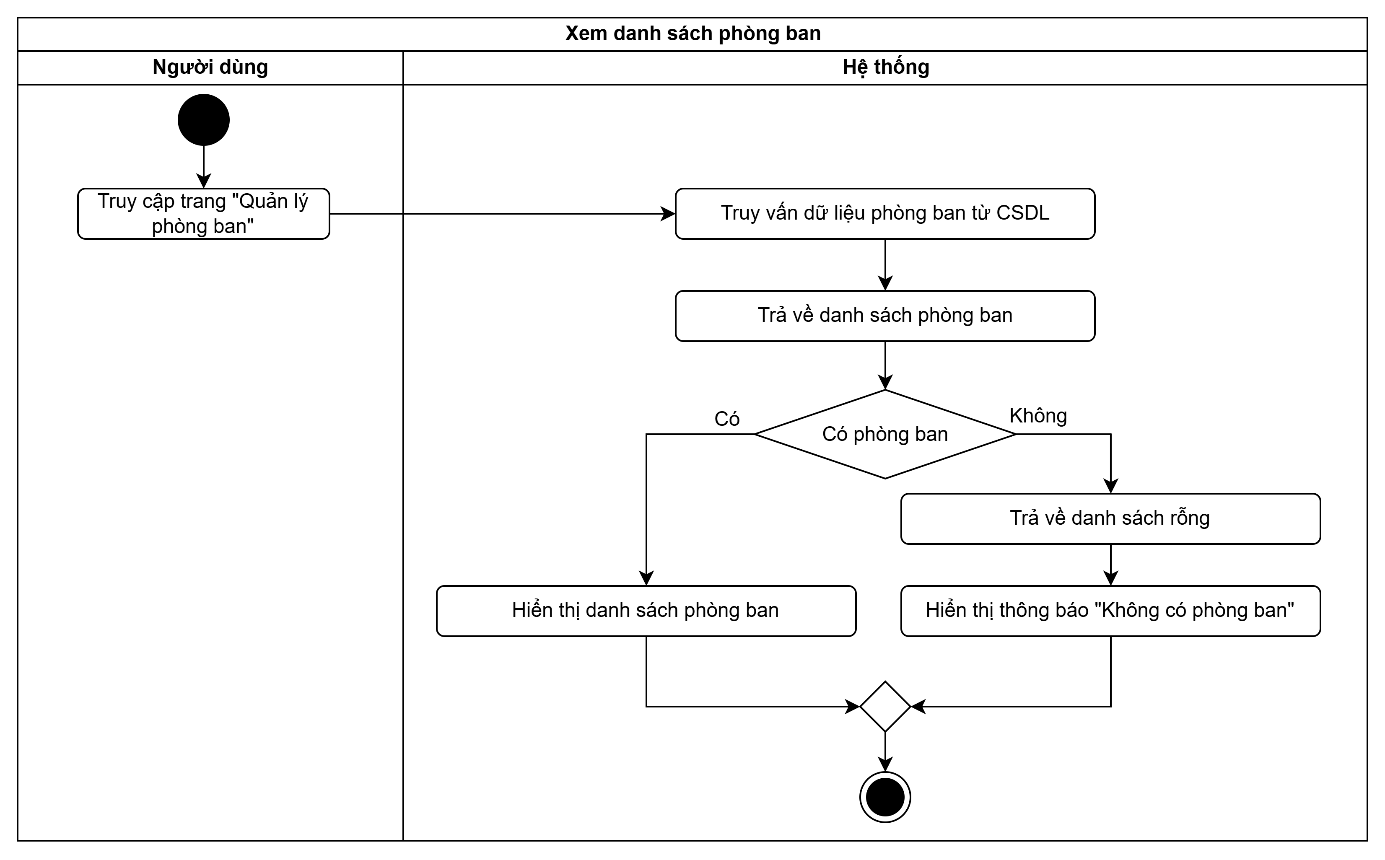 Xem danh sách phòng ban
Người dùng
Hệ thống
Truy cập trang "Quản lý
phòng ban"
Truy vấn dữ liệu phòng ban từ CSDL
Trả về danh sách phòng ban
Có
Có phòng ban
Không
Trả về danh sách rỗng
Hiển thị danh sách phòng ban
Hiển thị thông báo "Không có phòng ban"